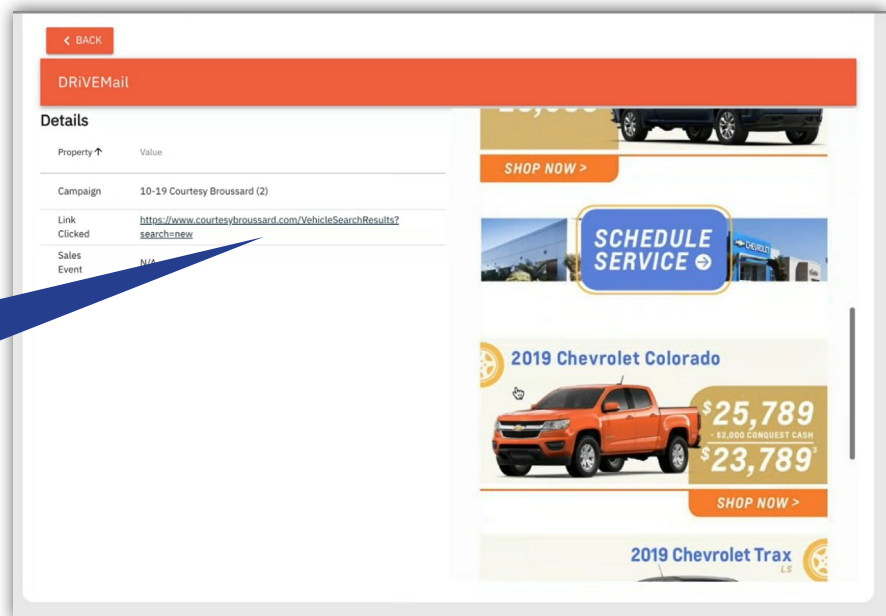 BACK
DRiVEMail
Details
Property Value
Campaign 10-19 Courtesy Broussard (2)
Link Clicked https://www.courtesybroussard.com/VehicleSearchResults?
search=new
Sales
Event
SHOP NOW >
SCHEDULE
SERVICE
CHEVROLET
2019 Chevrolet Colorado
$25,789
- $2,000 CONQUEST CASH
$23,789³
SHOP NOW >
2019 Chevrolet Trax
LS